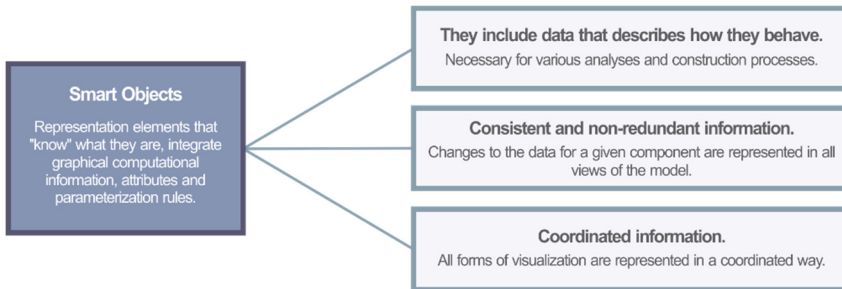 Smart Objects
Representation elements that
"know" what they are, integrate
graphical computational
information, attributes and
parameterization rules.
They include data that describes how they behave.
Necessary for various analyses and construction processes.
Consistent and non-redundant information.
Changes to the data for a given component are represented in all
views of the model.
Coordinated information.
All forms of visualization are represented in a coordinated way.